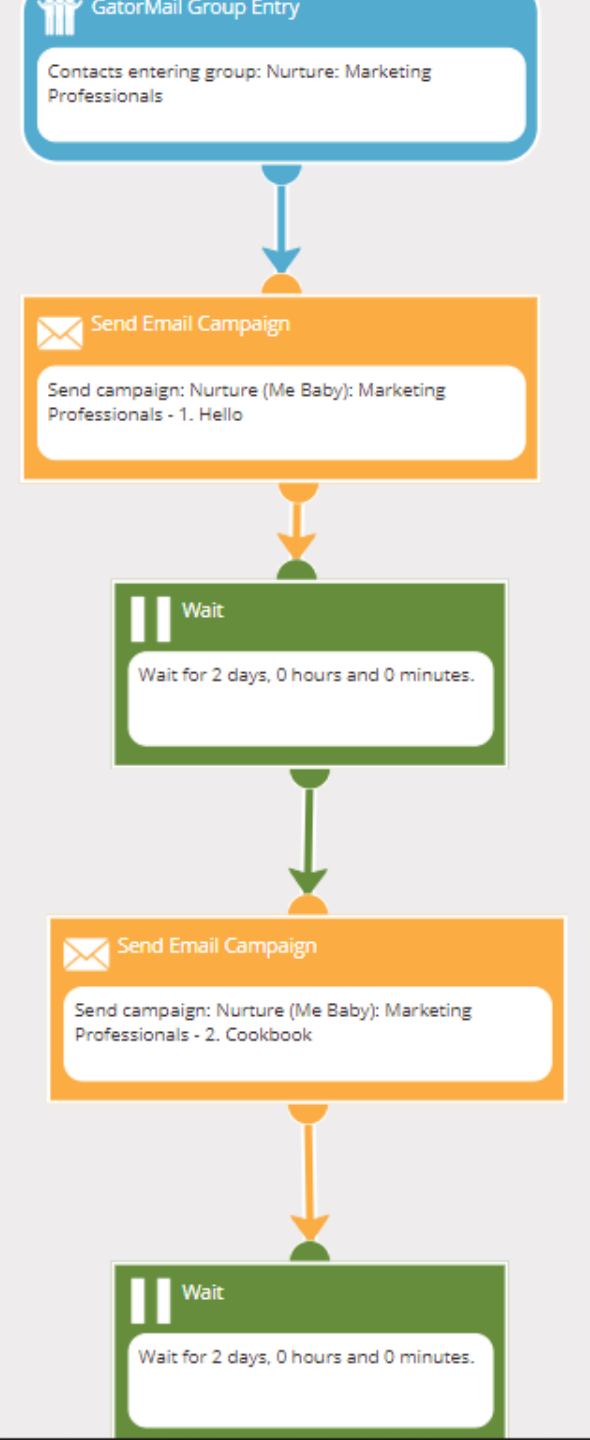 GatorMail Group Entry
Contacts entering group: Nurture: Marketing
Professionals
Send Email Campaign
Send campaign: Nurture (Me Baby): Marketing
Professionals - 1. Hello
Wait
Wait for 2 days, 0 hours and 0 minutes.
Send Email Campaign
Send campaign: Nurture (Me Baby): Marketing
Professionals - 2. Cookbook
Wait
Wait for 2 days, 0 hours and 0 minutes.